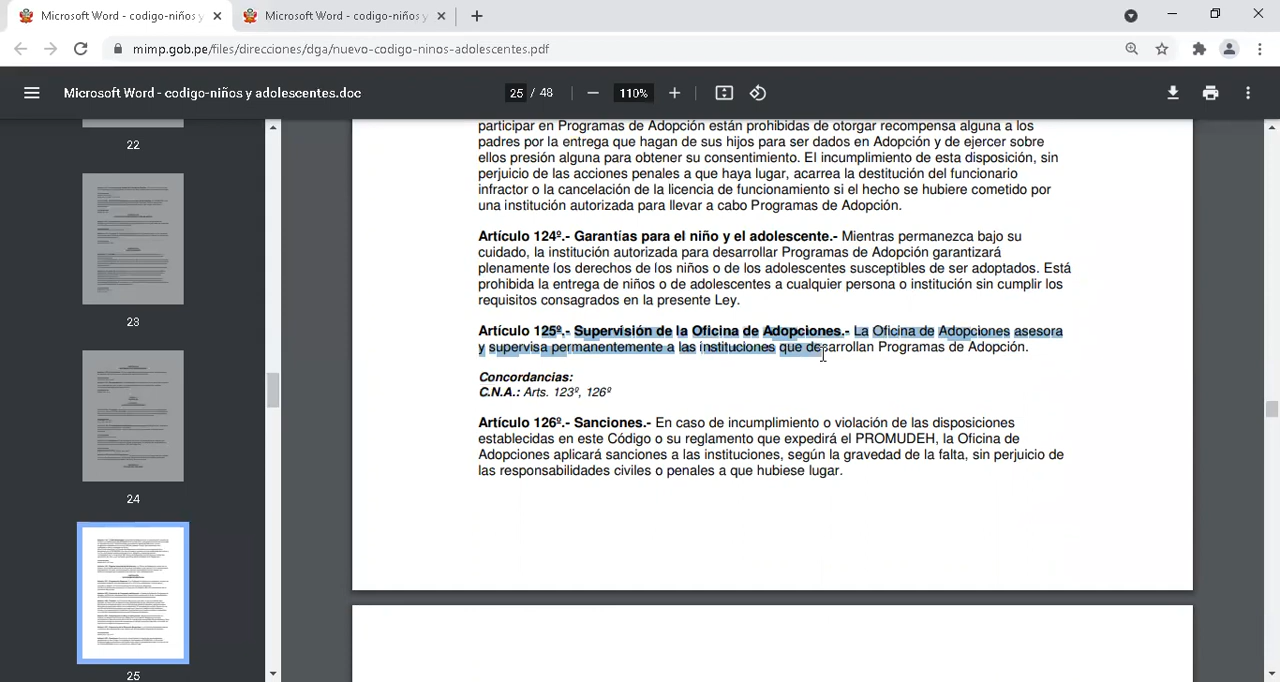 Microsoft Word - codigo-niños y
Microsoft Word - codigo-niños y
mimp.gob.pe/files/direcciones/dga/nuevo-codigo-ninos-adolescentes.pdf
Microsoft Word - codigo-niños y adolescentes.doc
25 / 48
110%
22
23
24
25
participar en Programas de Adopción están prohibidas de otorgar recompensa alguna a los
padres por la entrega que hagan de sus hijos para ser dados en Adopción y de ejercer sobre
ellos presión alguna para obtener su consentimiento. El incumplimiento de esta disposición, sin
perjuicio de las acciones penales a que haya lugar, acarrea la destitución del funcionario
infractor o la cancelación de la licencia de funcionamiento si el hecho se hubiere cometido por
una institución autorizada para llevar a cabo Programas de Adopción.
Artículo 124º.- Garantías para el niño y el adolescente.- Mientras permanezca bajo su
cuidado, la institución autorizada para desarrollar Programas de Adopción garantizará
plenamente los derechos de los niños o de los adolescentes susceptibles de ser adoptados. Está
prohibida la entrega de niños o de adolescentes a cualquier persona o institución sin cumplir los
requisitos consagrados en la presente Ley.
Artículo 125º.- Supervisión de la Oficina de Adopciones.- La Oficina de Adopciones asesora
y supervisa permanentemente a las instituciones que desarrollan Programas de Adopción.
Concordancias:
C.N.A.: Arts. 123º, 126º
Artículo 126º.- Sanciones.- En caso de incumplimiento o violación de las disposiciones
establecidas en este Código o su reglamento que expedirá el PROMUDEH, la Oficina de
Adopciones aplicará sanciones a las instituciones, según la gravedad de la falta, sin perjuicio de
las responsabilidades civiles o penales a que hubiese lugar.